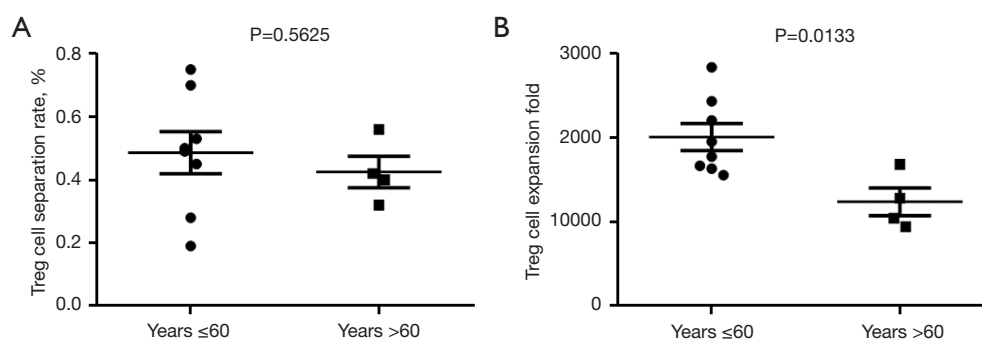 A
P=0.5625
Treg cell separation rate, %
0.8
0.6
0.4
0.2
0.0
Years ≤60
Years >60
B
P=0.0133
Treg cell expansion fold
3000
2000
10000
0
Years ≤60
Years >60